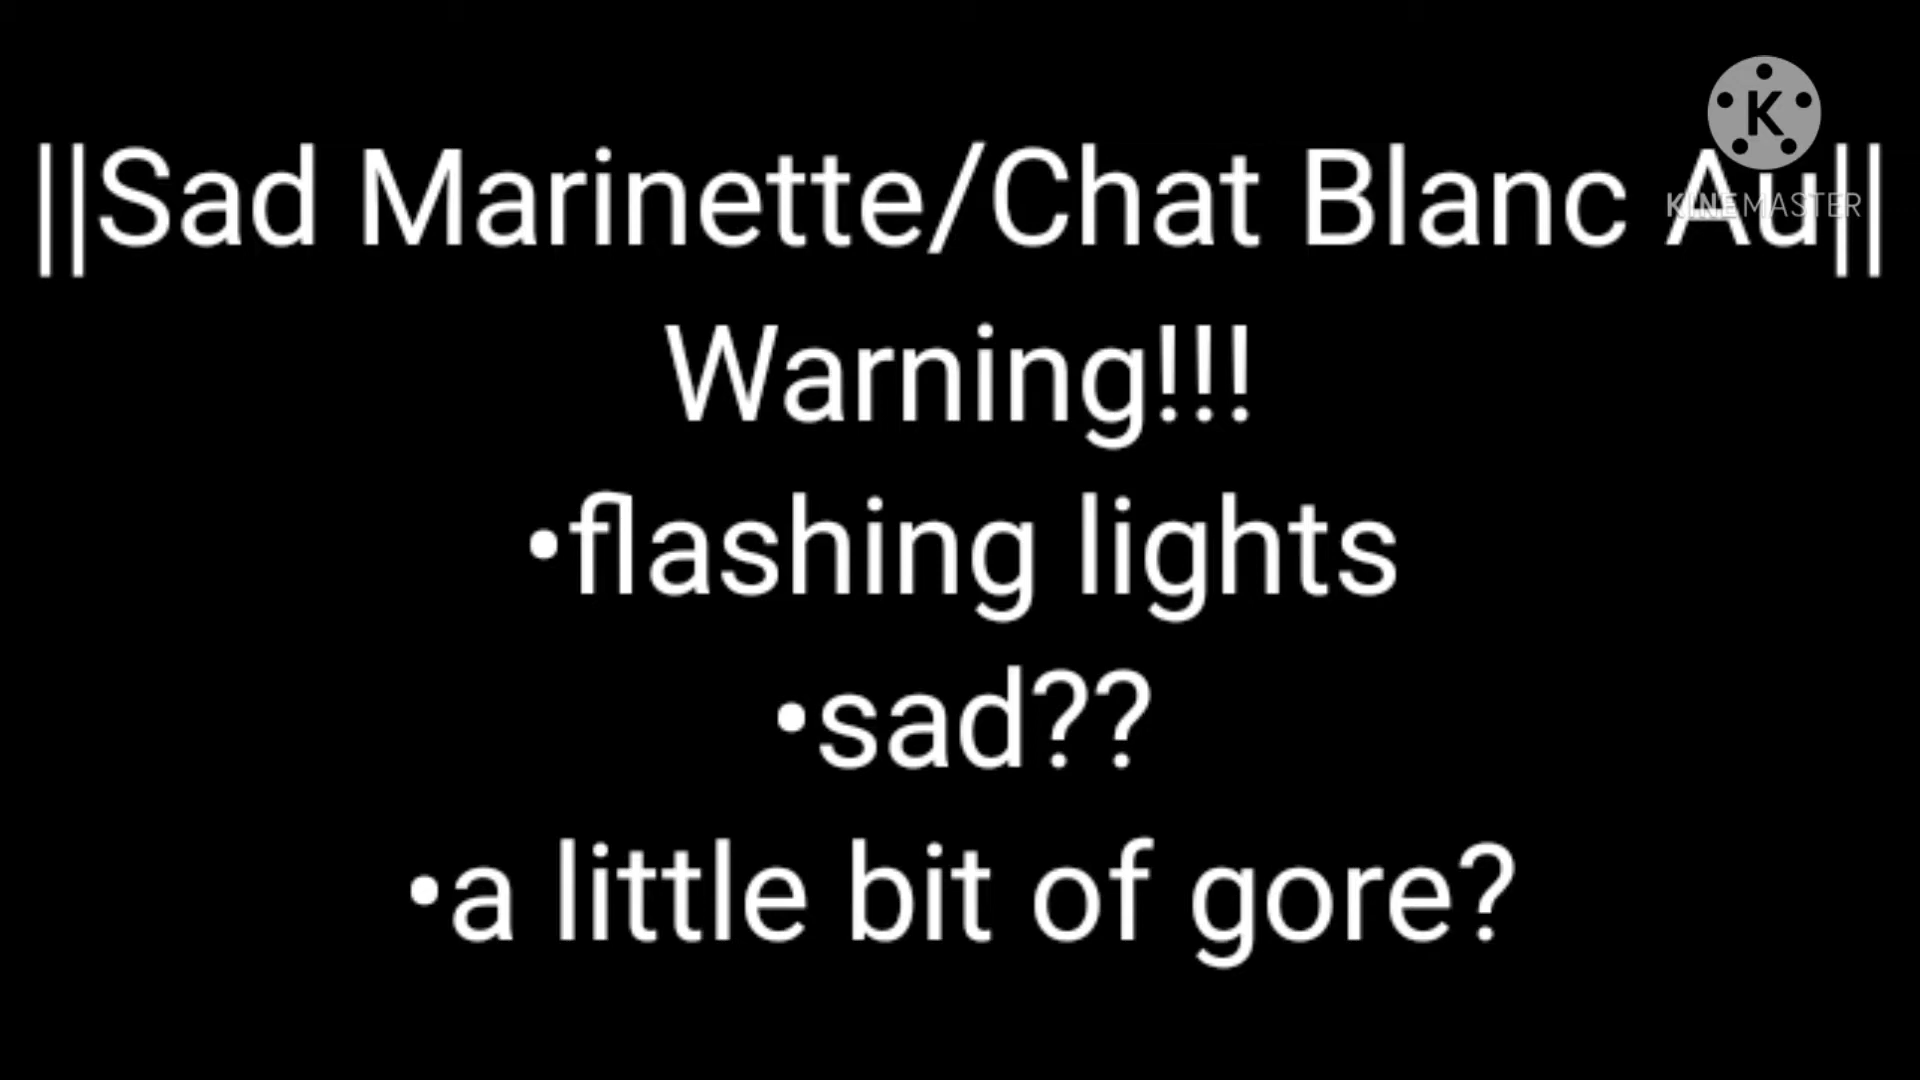 ||Sad Marinette/Chat Blanc Au||
Warning!!!
•flashing lights
•sad??
•a little bit of gore?
K
KINEMASTER